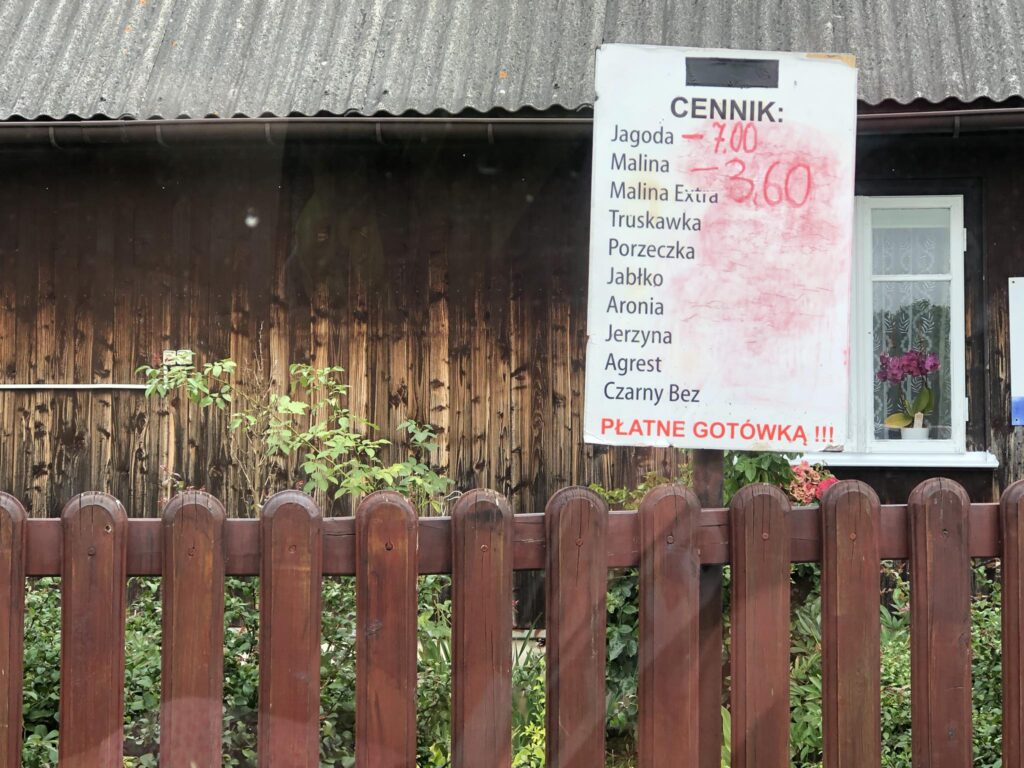 CENNIK:
Jagoda – 7.00
Malina – 3,60
Malina Extra
Truskawka
Porzeczka
Jabłko
Aronia
Jerzyna
Agrest
Czarny Bez
PŁATNE GOTÓWKĄ !!!